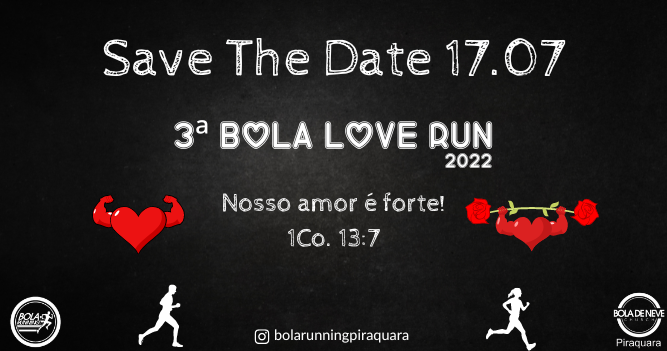 Save The Date 17.07
3ª BOLA LOVE RUN
2022
Nosso amor é forte!
1Co. 13:7
BOLA
RUNNING
bolarunningpiraquara
BOLA DE NEVE
CHURCH
Piraquara